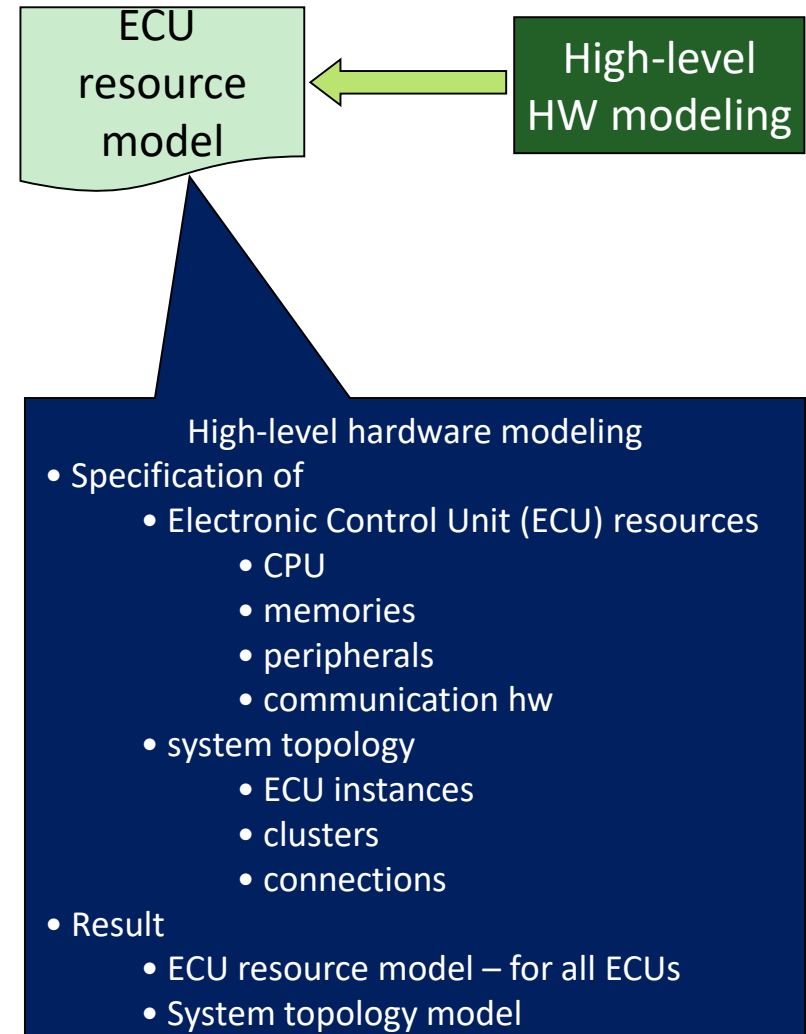 ECU
resource
model
High-level
HW modeling
High-level hardware modeling
• Specification of
• Electronic Control Unit (ECU) resources
• CPU
• memories
• peripherals
• communication hw
• system topology
• ECU instances
• clusters
• connections
• Result
• ECU resource model – for all ECUs
• System topology model